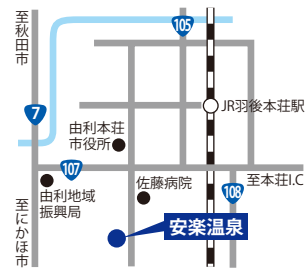 至秋田市
105
7
JR羽後本荘駅
由利本荘
市役所
107
至本荘I.C
由利地域
振興局
佐藤病院
108
安楽温泉
至にかほ市